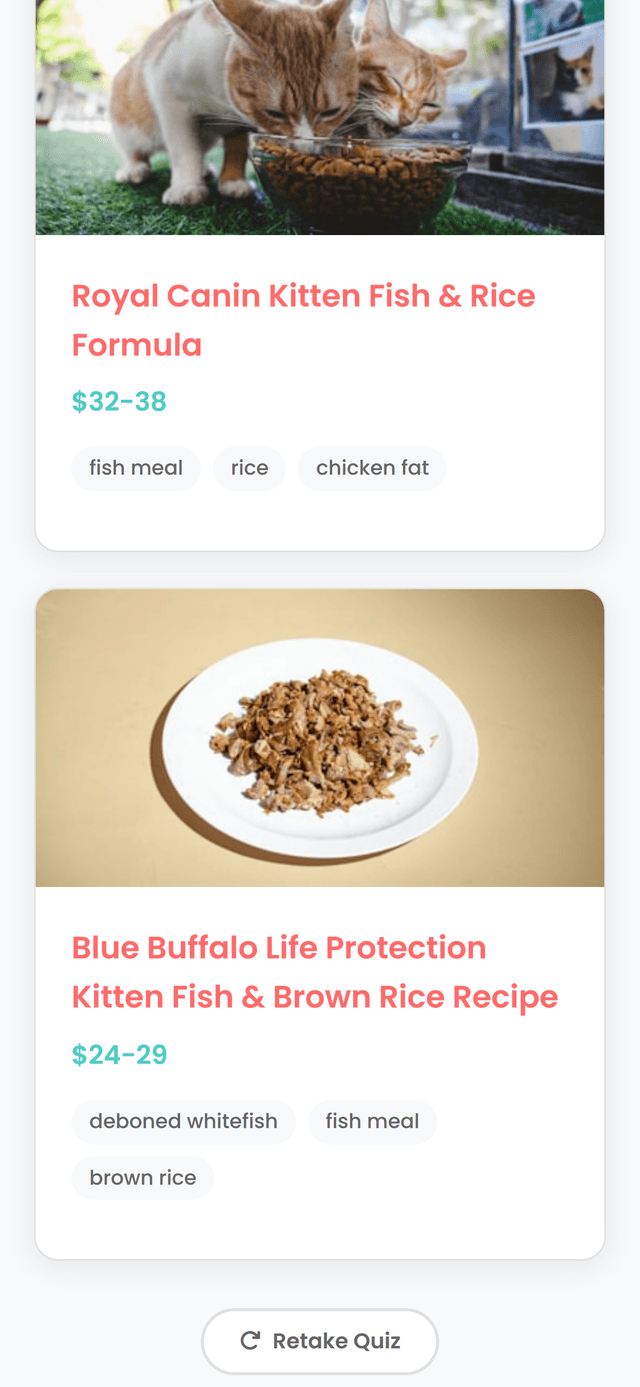 Royal Canin Kitten Fish & Rice
Formula
$32-38
fish meal
rice
chicken fat
Blue Buffalo Life Protection
Kitten Fish & Brown Rice Recipe
$24-29
deboned whitefish
fish meal
brown rice
Retake Quiz